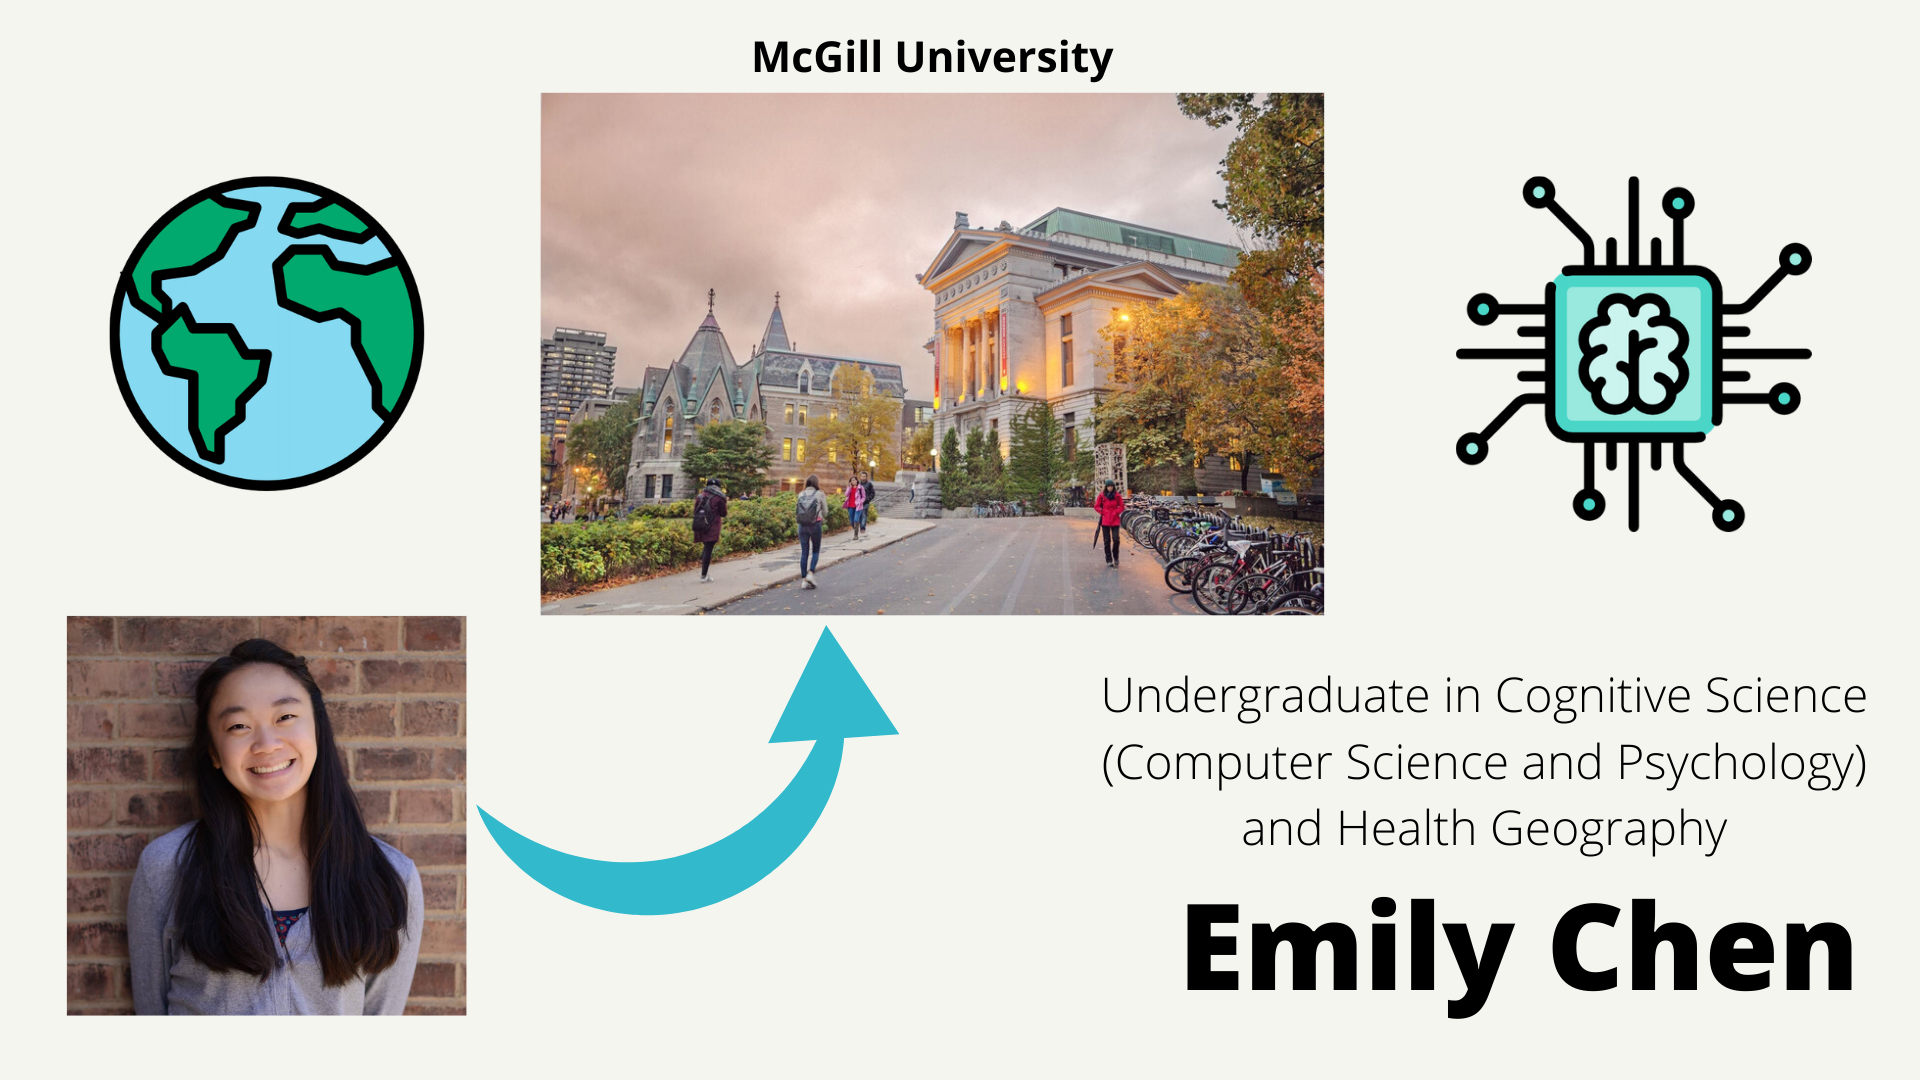 McGill University
Undergraduate in Cognitive Science
(Computer Science and Psychology)
and Health Geography
Emily Chen